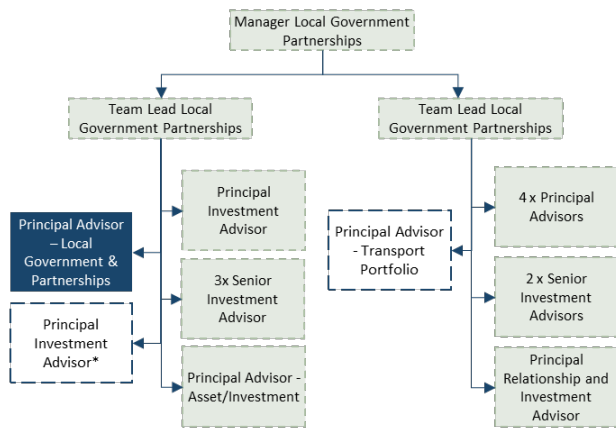 Manager Local Government
Partnerships
Team Lead Local
Government Partnerships
Team Lead Local
Government Partnerships
Principal
Investment
Advisor
Principal Advisor
– Local
Government &
Partnerships
3x Senior
Investment
Advisor
Principal
Investment
Advisor*
Principal Advisor -
Asset/Investment
4 x Principal
Advisors
Principal Advisor
- Transport
Portfolio
2 x Senior
Investment
Advisors
Principal
Relationship and
Investment
Advisor